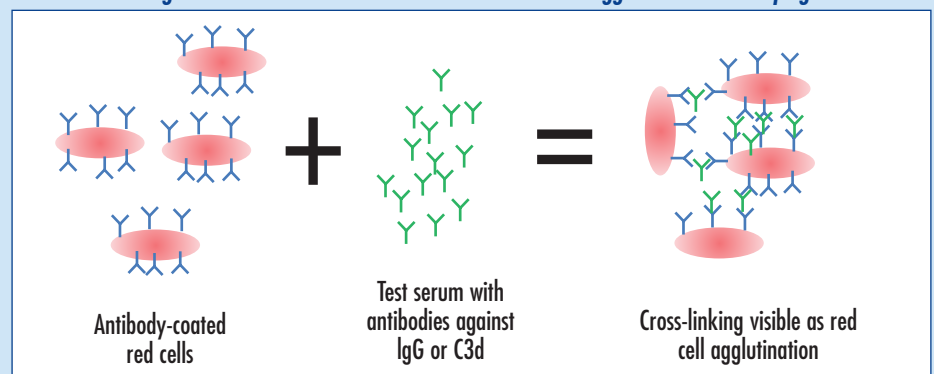 Antibody-coated
red cells
Test serum with
antibodies against
IgG or C3d
Cross-linking visible as red
cell agglutination